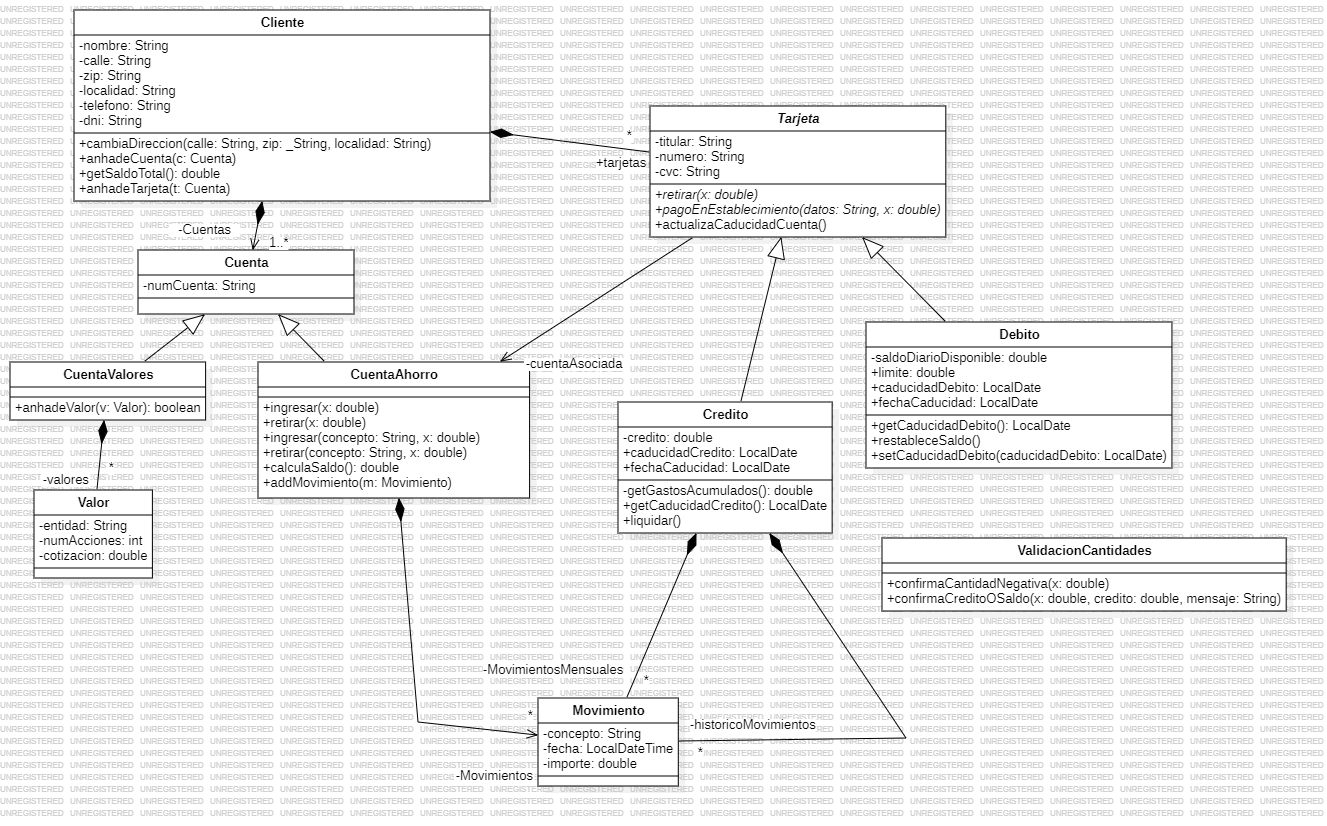 Cliente
-nombre: String
-calle: String
-zip: String
-localidad: String
-telefono: String
-dni: String
+cambiaDireccion(calle: String, zip: _String, localidad: String)
+anhadeCuenta(c: Cuenta)
+getSaldoTotal(): double
+anhadeTarjeta(t: Cuenta)
*
+tarjetas
Tarjeta
-titular: String
-numero: String
-cvc: String
+retirar(x: double)
+pagoEnEstablecimiento(datos: String, x: double)
+actualizaCaducidadCuenta()
-Cuentas
1..*
Cuenta
-numCuenta: String
CuentaValores
+anhadeValor(v: Valor): boolean
CuentaAhorro
+ingresar(x: double)
+retirar(x: double)
+ingresar(concepto: String, x: double)
+retirar(concepto: String, x: double)
+calculaSaldo(): double
+addMovimiento(m: Movimiento)
-cuentaAsociada
Debito
-saldoDiarioDisponible: double
+limite: double
+caducidadDebito: LocalDate
+fechaCaducidad: LocalDate
+getCaducidadDebito(): LocalDate
+restableceSaldo()
+setCaducidadDebito(caducidadDebito: LocalDate)
Credito
-credito: double
+caducidadCredito: LocalDate
+fechaCaducidad: LocalDate
-getGastosAcumulados(): double
+getCaducidadCredito(): LocalDate
+liquidar()
*
-valores
Valor
-entidad: String
-numAcciones: int
-cotizacion: double
ValidacionCantidades
+confirmaCantidadNegativa(x: double)
+confirmaCreditoOSaldo(x: double, credito: double, mensaje: String)
-MovimientosMensuales
*
*
Movimiento
-concepto: String
-fecha: LocalDateTime
-importe: double
-historicoMovimientos
*
-Movimientos
UNREGISTERED